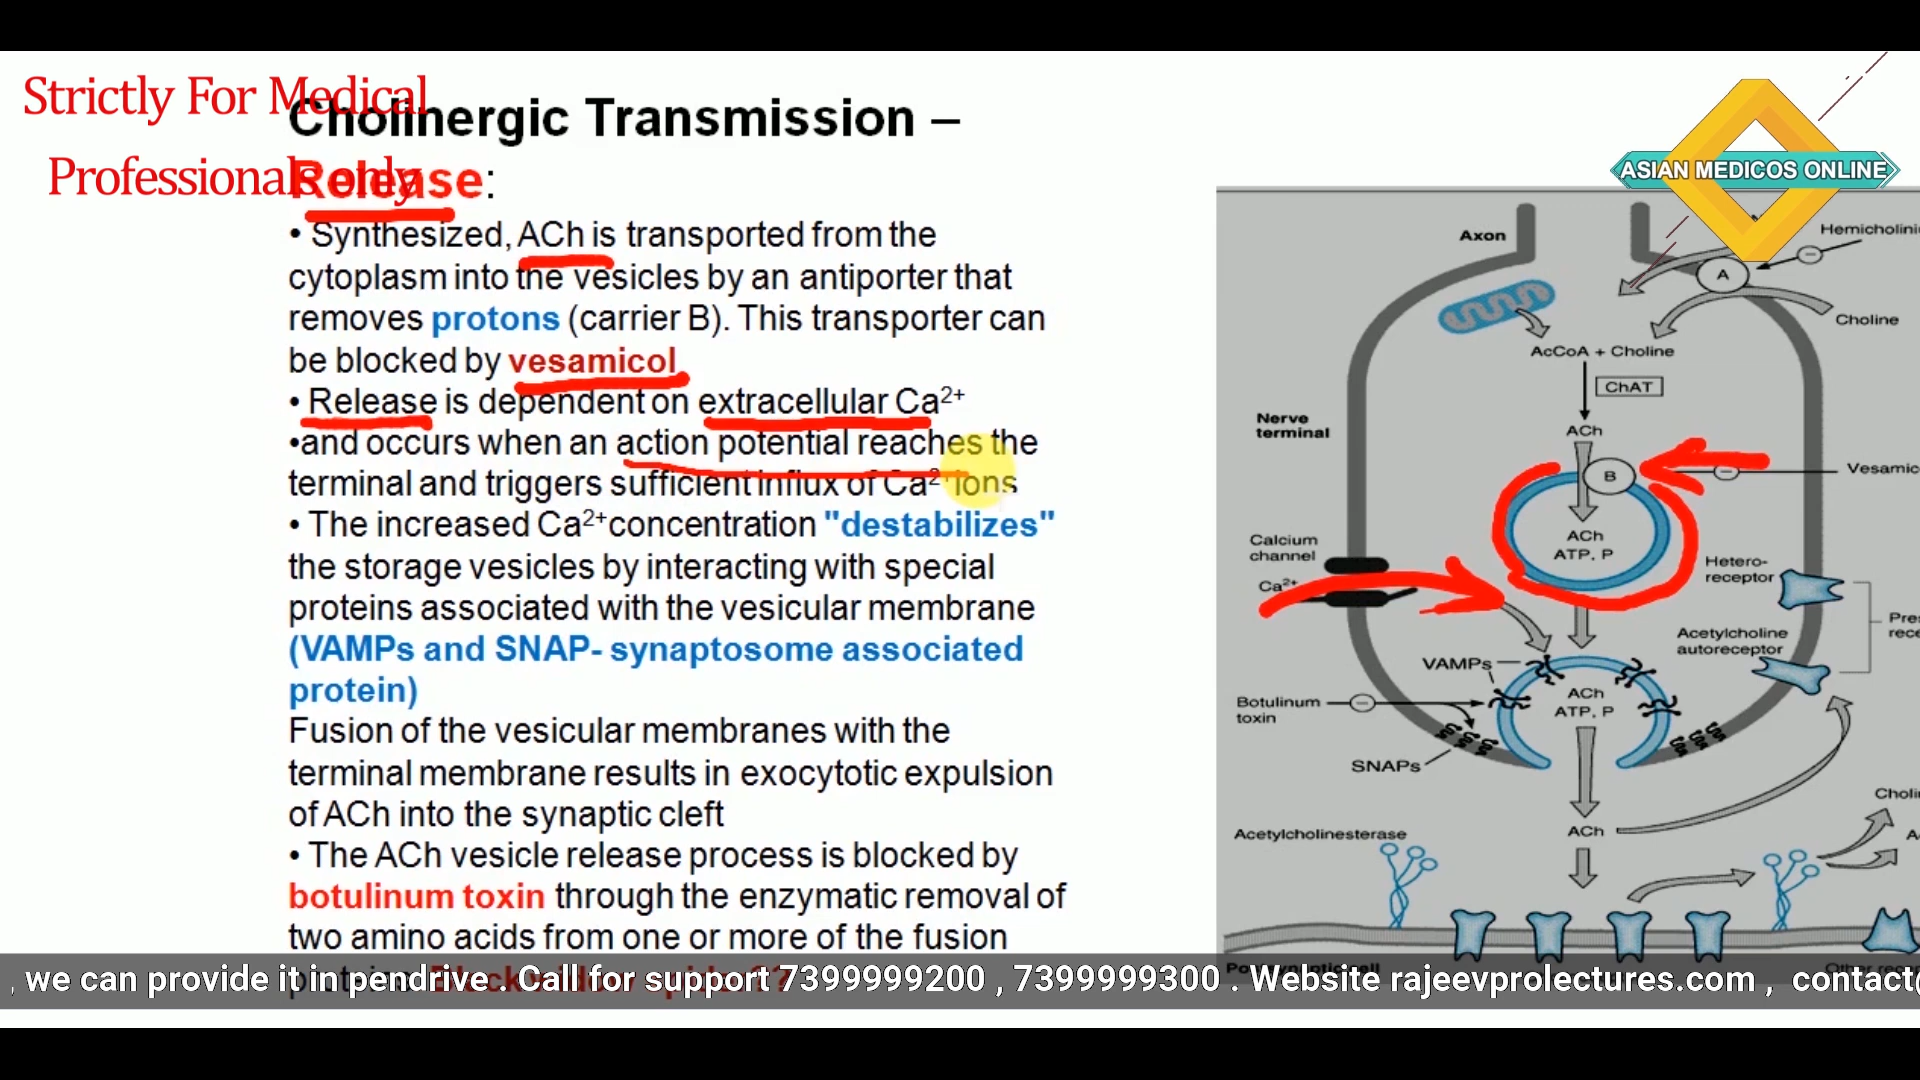 Strictly For Medical
Professionals only
Cholinergic Transmission –
Release:
• Synthesized, ACh is transported from the
cytoplasm into the vesicles by an antiporter that
removes protons (carrier B). This transporter can
be blocked by vesamicol
• Release is dependent on extracellular Ca2+
•and occurs when an action potential reaches the
terminal and triggers sufficient influx of Ca2+ ions
• The increased Ca2+concentration "destabilizes"
the storage vesicles by interacting with special
proteins associated with the vesicular membrane
(VAMPs and SNAP- synaptosome associated
protein)
Fusion of the vesicular membranes with the
terminal membrane results in exocytotic expulsion
of ACh into the synaptic cleft
• The ACh vesicle release process is blocked by
botulinum toxin through the enzymatic removal of
two amino acids from one or more of the fusion
ASIAN MEDICOS ONLINE
Axon
Hemicholini
A
Choline
AcCoA + Choline
ChAT
Nerve
terminal
ACh
B
Vesamic
ACh
ATP, P
Calcium
channel
Ca2+
Hetero-
receptor
Pres
rece
Acetylcholine
autoreceptor
VAMPs
Botulinum
toxin
ACh
ATP, P
SNAPs
Cholin
Acetylcholinesterase
ACh
A
, we can provide it in pendrive . Call for support 7399999200 , 7399999300 . Website rajeevprolectures.com , contact@